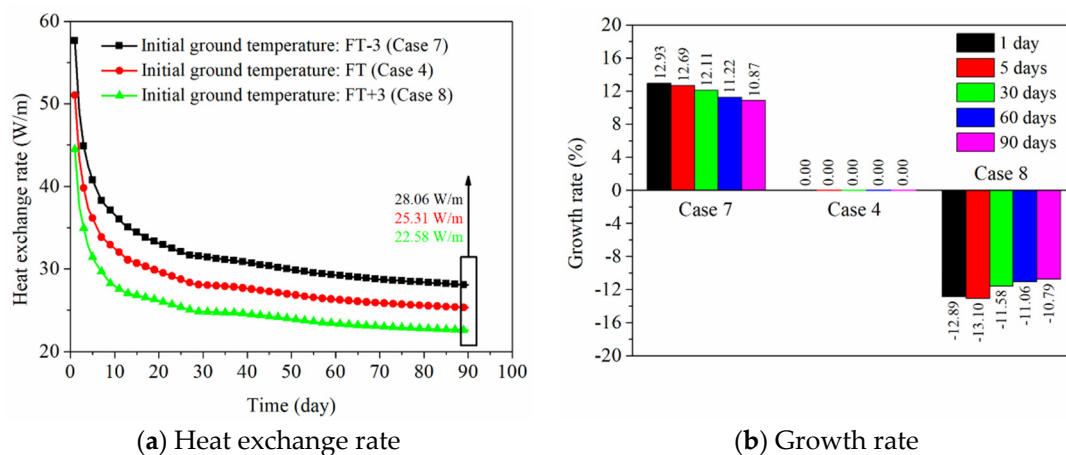 60
50
40
30
20
Heat exchange rate (W/m)
Initial ground temperature: FT-3 (Case 7)
Initial ground temperature: FT (Case 4)
Initial ground temperature: FT+3 (Case 8)
28.06 W/m
25.31 W/m
22.58 W/m
0 10 20 30 40 50 60 70 80 90 100
Time (day)
(a) Heat exchange rate
20
16
12
8
4
0
-4
-8
-12
-16
-20
Growth rate (%)
12.93
12.69
12.11
11.22
10.87
Case 7
0.00
0.00
0.00
0.00
0.00
Case 4
1 day
5 days
30 days
60 days
90 days
Case 8
-12.89
-13.10
-11.58
-11.06
-10.79
(b) Growth rate